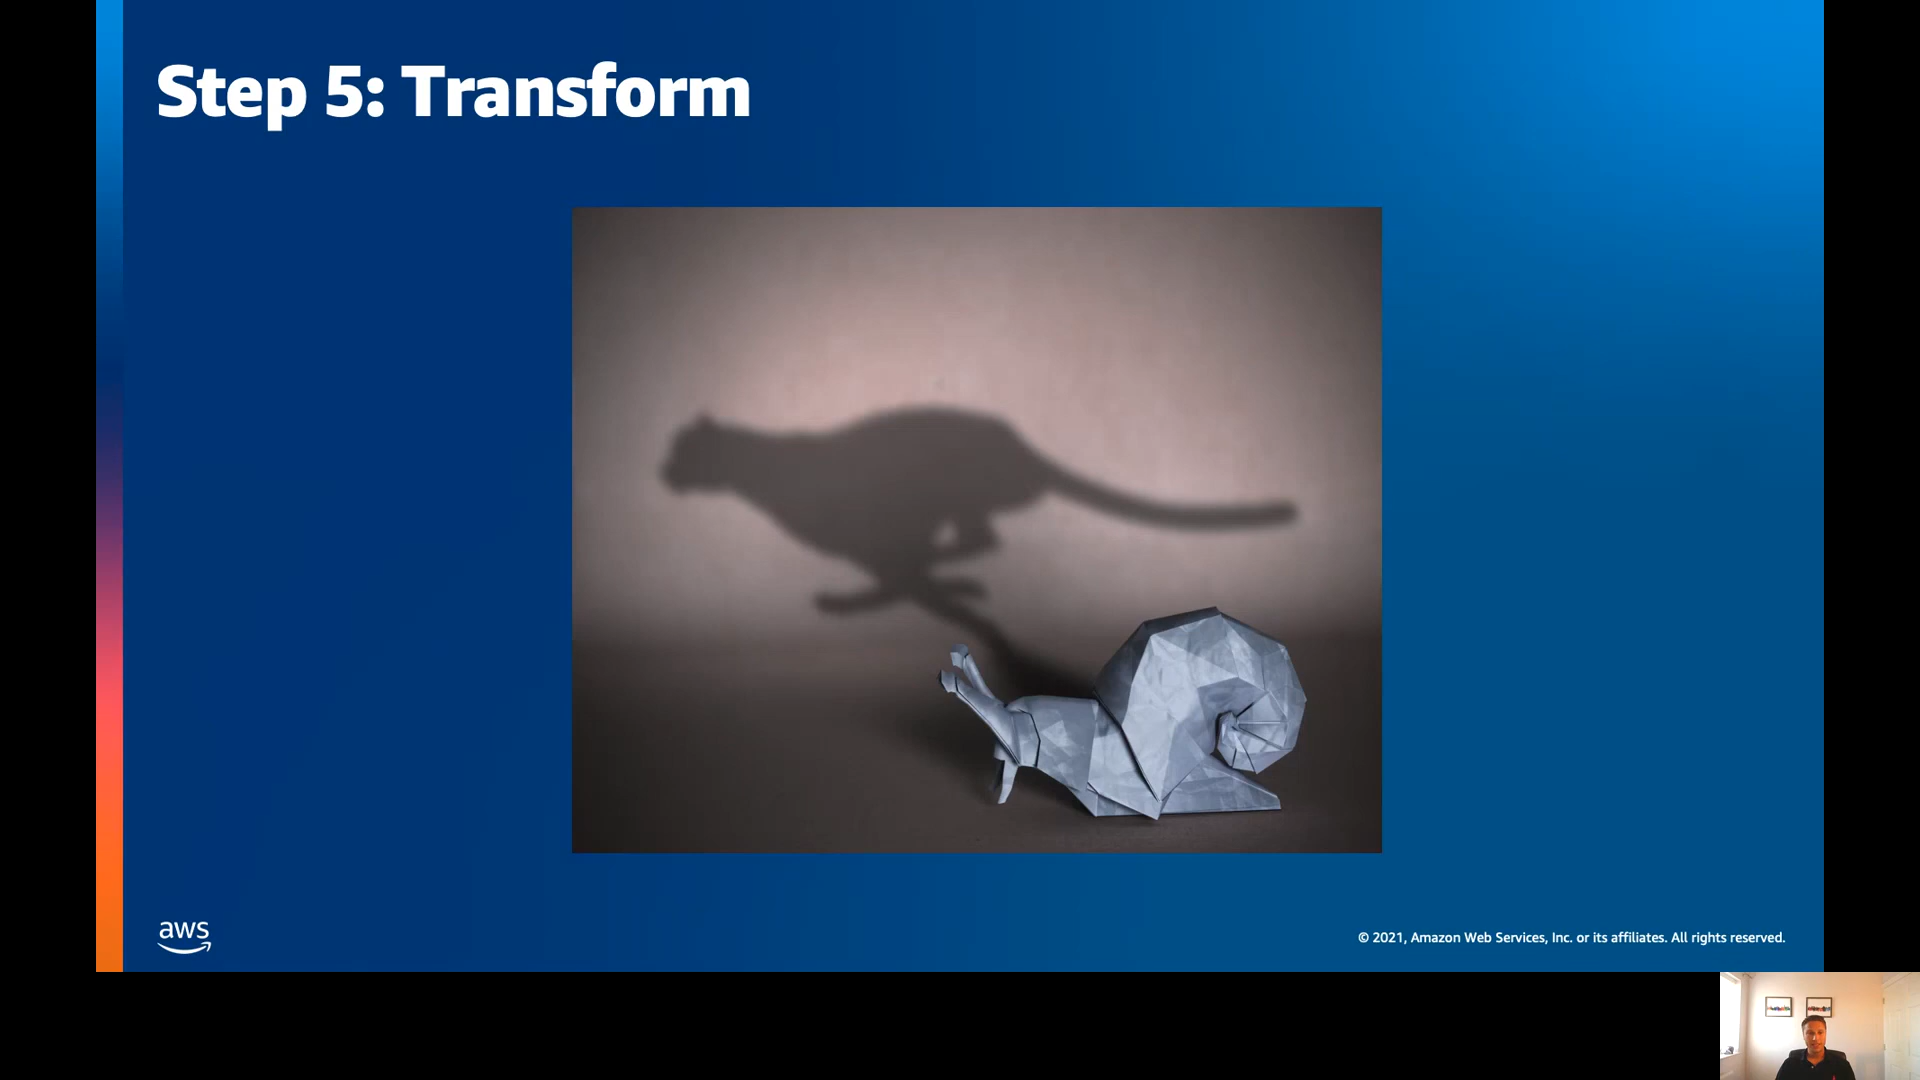 Step 5: Transform
aws
© 2021, Amazon Web Services, Inc. or its affiliates. All rights reserved.